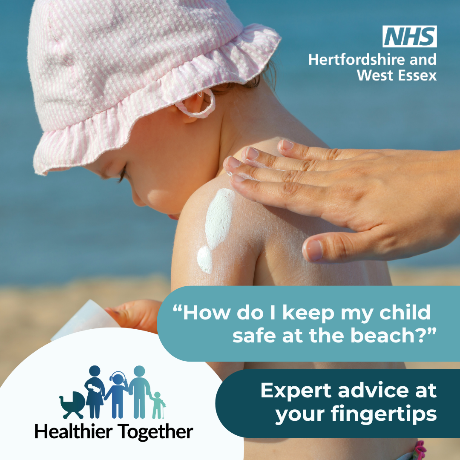 NHS
Hertfordshire and
West Essex
“How do I keep my child
safe at the beach?”
Expert advice at
your fingertips
Healthier Together